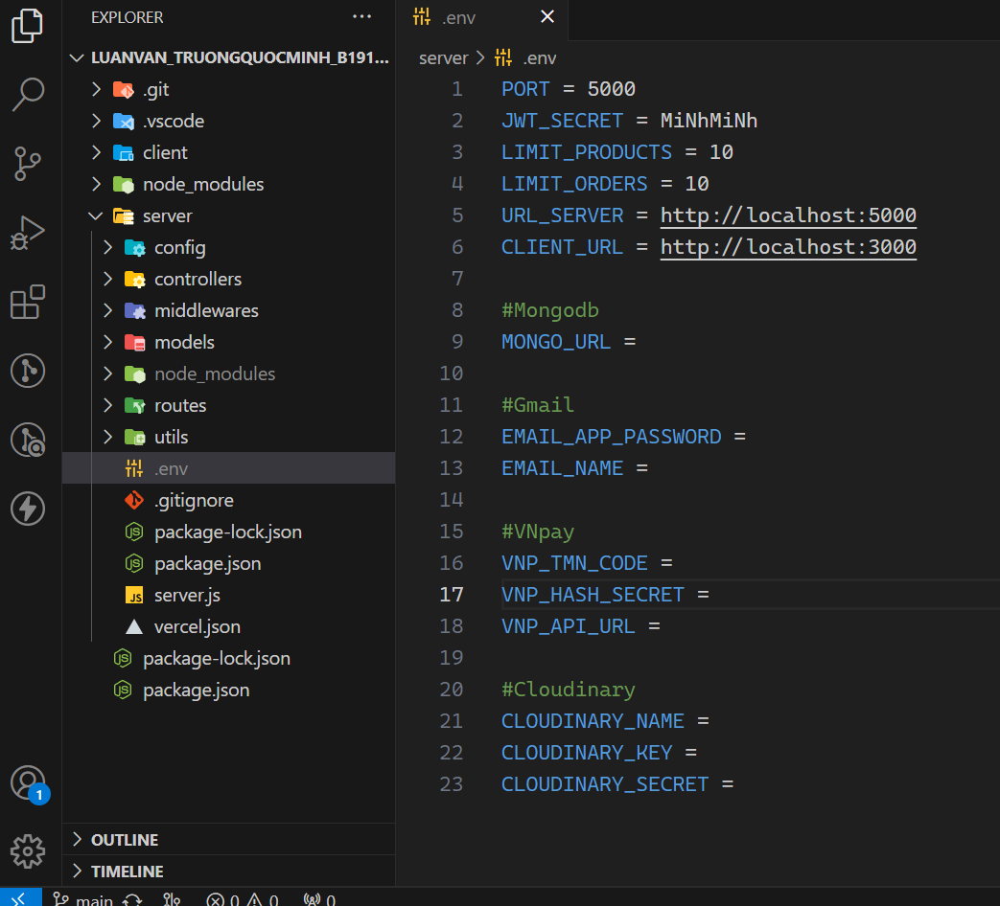 EXPLORER
LUANVAN_TRUONGQUOCMINH_B191...
.git
.vscode
client
node_modules
server
config
controllers
middlewares
models
node_modules
routes
utils
.env
.gitignore
package-lock.json
package.json
server.js
vercel.json
package-lock.json
package.json
OUTLINE
TIMELINE
.env
server > .env
1 PORT = 5000
2 JWT_SECRET = MiNhMiNh
3 LIMIT_PRODUCTS = 10
4 LIMIT_ORDERS = 10
5 URL_SERVER = http://localhost:5000
6 CLIENT_URL = http://localhost:3000
7
8 #Mongodb
9 MONGO_URL =
10
11 #Gmail
12 EMAIL_APP_PASSWORD =
13 EMAIL_NAME =
14
15 #VNpay
16 VNP_TMN_CODE =
17 VNP_HASH_SECRET =
18 VNP_API_URL =
19
20 #Cloudinary
21 CLOUDINARY_NAME =
22 CLOUDINARY_KEY =
23 CLOUDINARY_SECRET =
1
main 0 0 0